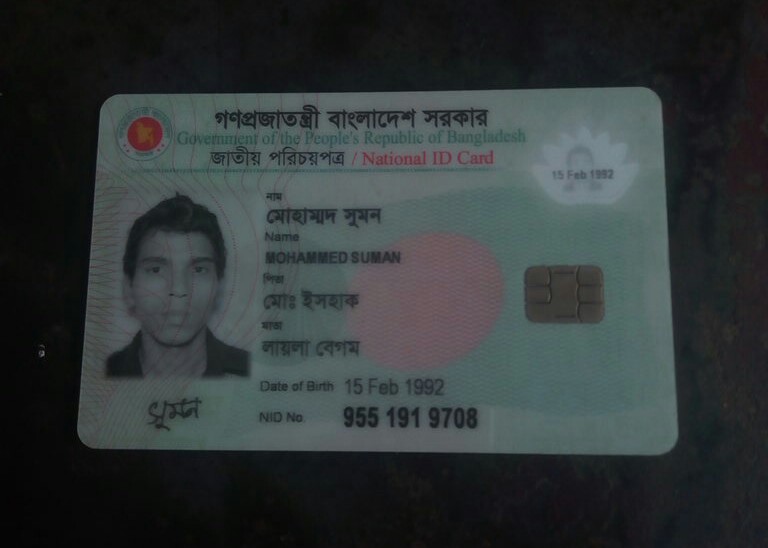 গণপ্রজাতন্ত্রী বাংলাদেশ সরকার
Government of the People's Republic of Bangladesh
জাতীয় পরিচয়পত্র / National ID Card
15 Feb 1992
নাম
মোহাম্মদ সুমন
Name
MOHAMMED SUMAN
পিতা
মোঃ ইসহাক
মাতা
লায়লা বেগম
Date of Birth 15 Feb 1992
NID No. 955 191 9708
সুমন